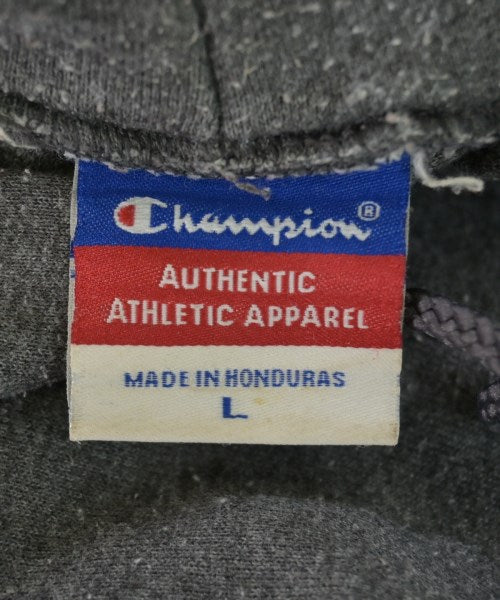 Champion®
AUTHENTIC
ATHLETIC APPAREL
MADE IN HONDURAS
L